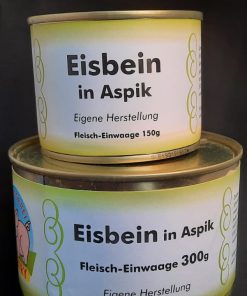 Eisbein
in Aspik
Eigene Herstellung
Fleisch-Einwaage 150g
Eisbein in Aspik
Fleisch-Einwaage 300g
Eigene Herstellung